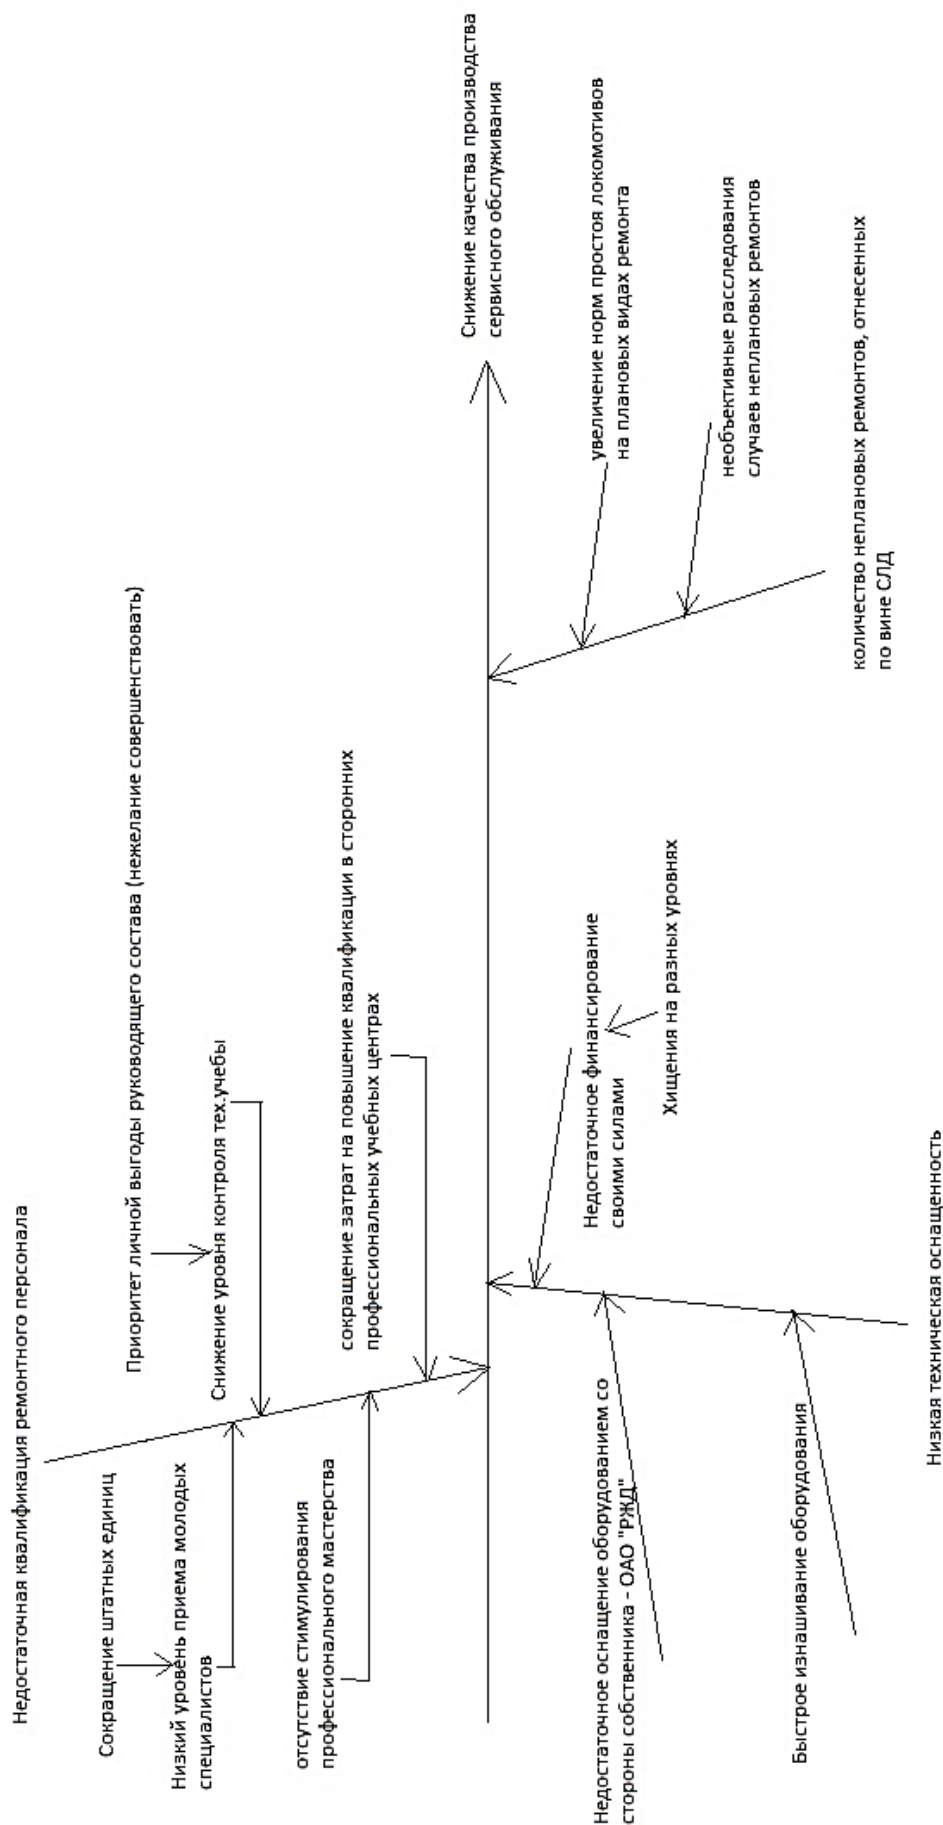 Недостаточная квалификация ремонтного персонала
Приоритет личной выгоды руководящего состава (нежелание совершенствовать)
Сокращение штатных единиц
Низкий уровень приема молодых
специалистов
Снижение уровня контроля тех.учебы
отсутствие стимулирования
профессионального мастерства
сокращение затрат на повышение квалификации в сторонних
профессиональных учебных центрах
Снижение качества производства
сервисного обслуживания
Недостаточное оснащение оборудованием со
стороны собственника - ОАО "РЖД"
Недостаточное финансирование
своими силами
Хищения на разных уровнях
увеличение норм простоя локомотивов
на плановых видах ремонта
необъективные расследования
случаев неплановых ремонтов
Быстрое изнашивание оборудования
количество неплановых ремонтов, отнесенных
по вине СЛД
Низкая техническая оснащенность